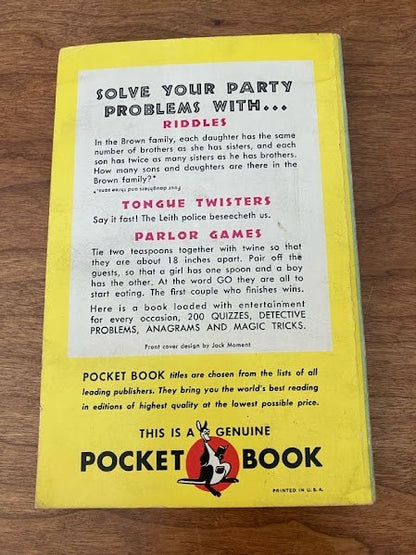 SOLVE YOUR PARTY
PROBLEMS WITH...
RIDDLES
In the Brown family, each daughter has the same
number of brothers as she has sisters, and each
son has twice as many sisters as he has brothers.
How many sons and daughters are there in the
Brown family?*
*Four daughters and three sons.
TONGUE TWISTERS
Say it fast! The Leith police beseecheth us.
PARLOR GAMES
Tie two teaspoons together with twine so that
they are about 18 inches apart. Pair off the
guests, so that a girl has one spoon and a boy
has the other. At the word GO they are all to
start eating. The first couple who finishes wins.
Here is a book loaded with entertainment
for every occasion, 200 QUIZZES, DETECTIVE
PROBLEMS, ANAGRAMS AND MAGIC TRICKS.
Front cover design by Jack Moment
POCKET BOOK titles are chosen from the lists of all
leading publishers. They bring you the world's best reading
in editions of highest quality at the lowest possible price.
THIS IS A GENUINE
POCKET BOOK
PRINTED IN U.S.A.